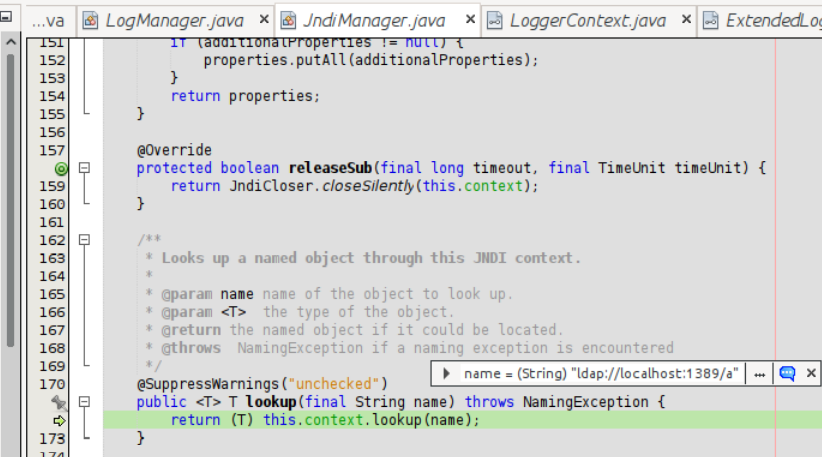 ...va LogManager.java × JndiManager.java × LoggerContext.java × ExtendedLo
151 if (additionalProperties != null) {
152 properties.putAll(additionalProperties);
153 }
154 return properties;
155 }
156
157 @Override
protected boolean releaseSub(final long timeout, final TimeUnit timeUnit) {
159 return JndiCloser.closeSilently(this.context);
160 }
161
162 /**
163 * Looks up a named object through this JNDI context.
164 *
165 * @param name name of the object to look up.
166 * @param <T>  the type of the object.
167 * @return the named object if it could be located.
168 * @throws  NamingException if a naming exception is encountered
169 */
name = (String) "ldap://localhost:1389/a" ... ×
170 @SuppressWarnings("unchecked")
public <T> T lookup(final String name) throws NamingException {
return (T) this.context.lookup(name);
173 }
174